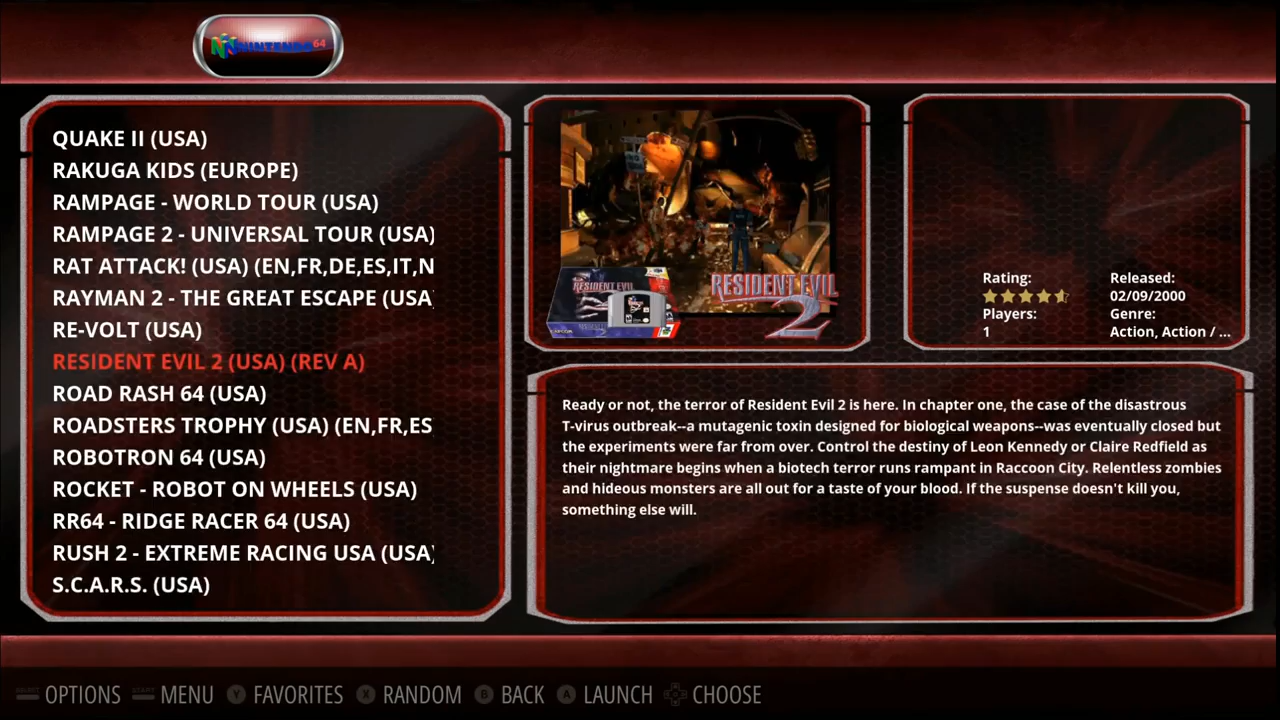 NINTENDO 64
QUAKE II (USA)
RAKUGA KIDS (EUROPE)
RAMPAGE - WORLD TOUR (USA)
RAMPAGE 2 - UNIVERSAL TOUR (USA)
RAT ATTACK! (USA) (EN,FR,DE,ES,IT,N
RAYMAN 2 - THE GREAT ESCAPE (USA)
RE-VOLT (USA)
RESIDENT EVIL 2 (USA) (REV A)
ROAD RASH 64 (USA)
ROADSTERS TROPHY (USA) (EN,FR,ES
ROBOTRON 64 (USA)
ROCKET - ROBOT ON WHEELS (USA)
RR64 - RIDGE RACER 64 (USA)
RUSH 2 - EXTREME RACING USA (USA)
S.C.A.R.S. (USA)
RESIDENT EVIL
CAPCOM
RESIDENT EVIL
2
Rating:
Players:
1
Released:
02/09/2000
Genre:
Action, Action / ...
Ready or not, the terror of Resident Evil 2 is here. In chapter one, the case of the disastrous
T-virus outbreak--a mutagenic toxin designed for biological weapons--was eventually closed but
the experiments were far from over. Control the destiny of Leon Kennedy or Claire Redfield as
their nightmare begins when a biotech terror runs rampant in Raccoon City. Relentless zombies
and hideous monsters are all out for a taste of your blood. If the suspense doesn't kill you,
something else will.
SELECT OPTIONS START MENU Y FAVORITES X RANDOM B BACK A LAUNCH CHOOSE